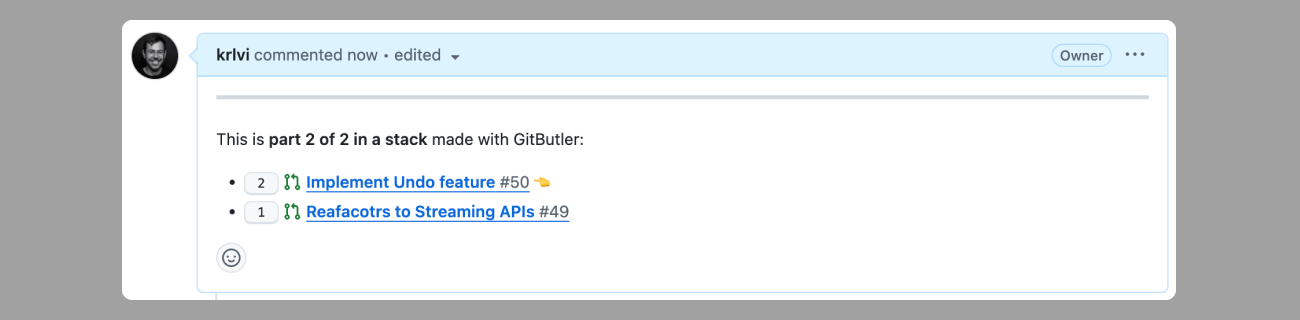 krlvi commented now • edited
Owner
This is part 2 of 2 in a stack made with GitButler:
• 2 Implement Undo feature #50 👈
• 1 Reafacotrs to Streaming APIs #49